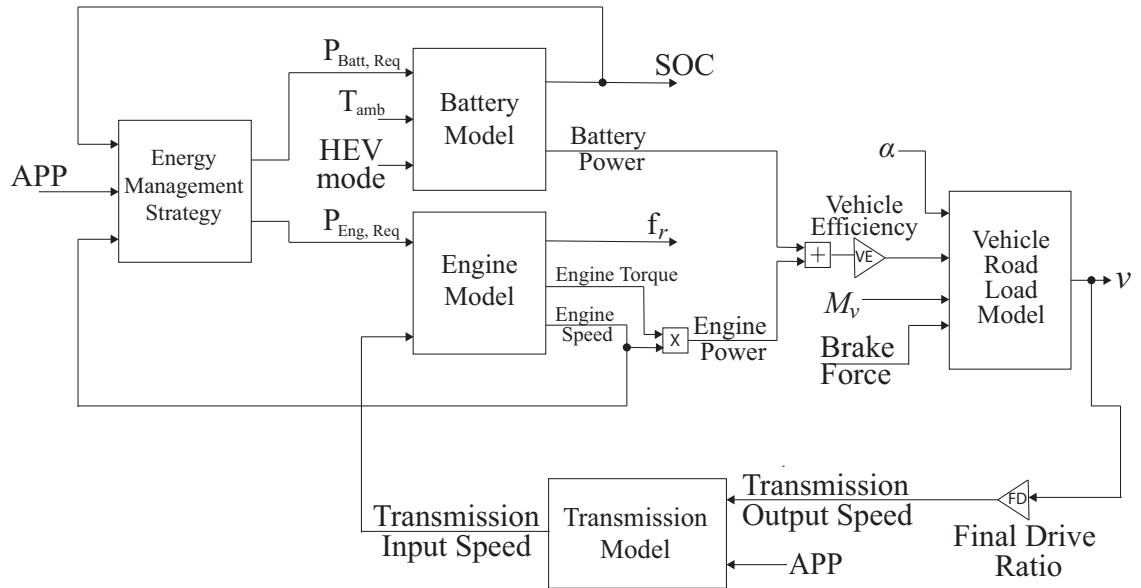 P_Batt, Req
SOC
T_amb
Battery
Model
HEV
mode
Battery
Power
APP
Energy
Management
Strategy
α
P_Eng, Req
f_r
Engine
Model
Engine Torque
Engine
Speed
X
Engine
Power
+
Vehicle
Efficiency
VE
Vehicle
Road
Load
Model
v
M_v
Brake
Force
Transmission
Input Speed
Transmission
Model
Transmission
Output Speed
APP
FD
Final Drive
Ratio